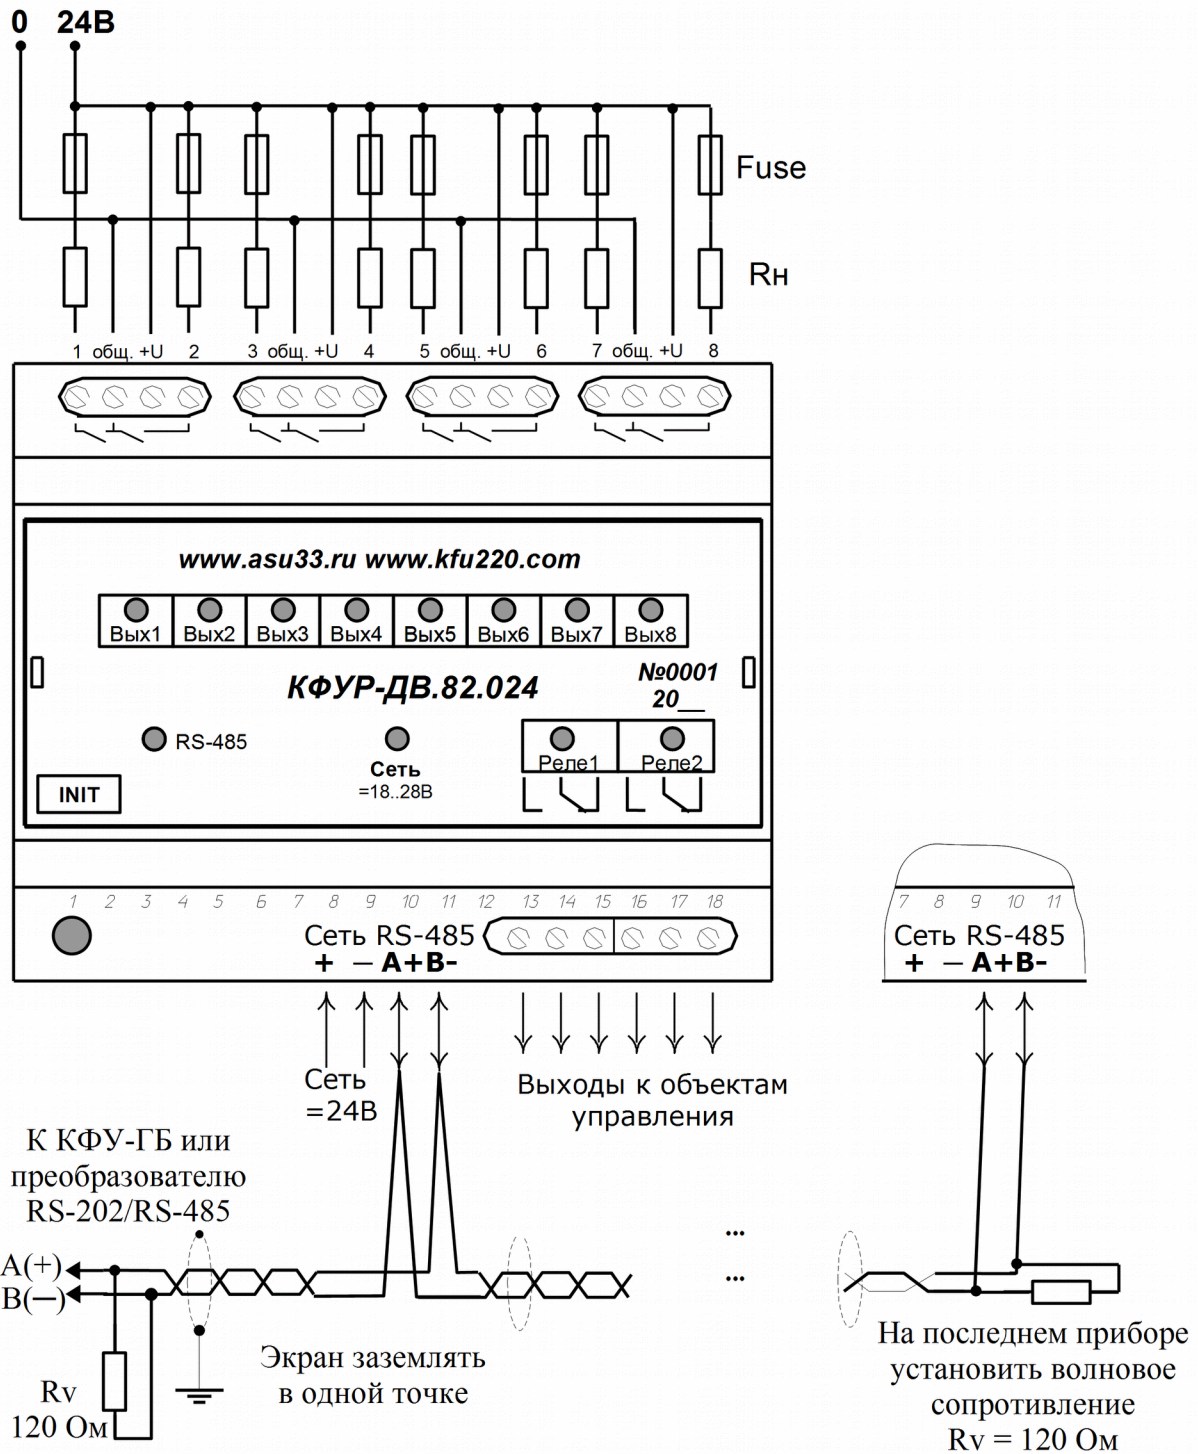 0 24В
Fuse
Rн
1 общ. +U 2 3 общ. +U 4 5 общ. +U 6 7 общ. +U 8
www.asu33.ru www.kfu220.com
Вых1 Вых2 Вых3 Вых4 Вых5 Вых6 Вых7 Вых8
КФУР-ДВ.82.024
№0001
20__
RS-485
Сеть
=18..28В
Реле1 Реле2
INIT
1 2 3 4 5 6 7 8 9 10 11 12 13 14 15 16 17 18
Сеть RS-485
+ – A+B-
7 8 9 10 11
Сеть RS-485
+ – A+B-
Сеть
=24В
Выходы к объектам
управления
К КФУ-ГБ или
преобразователю
RS-202/RS-485
A(+)
B(—)
...
...
Экран заземлять
в одной точке
Rv
120 Ом
На последнем приборе
установить волновое
сопротивление
Rv = 120 Ом